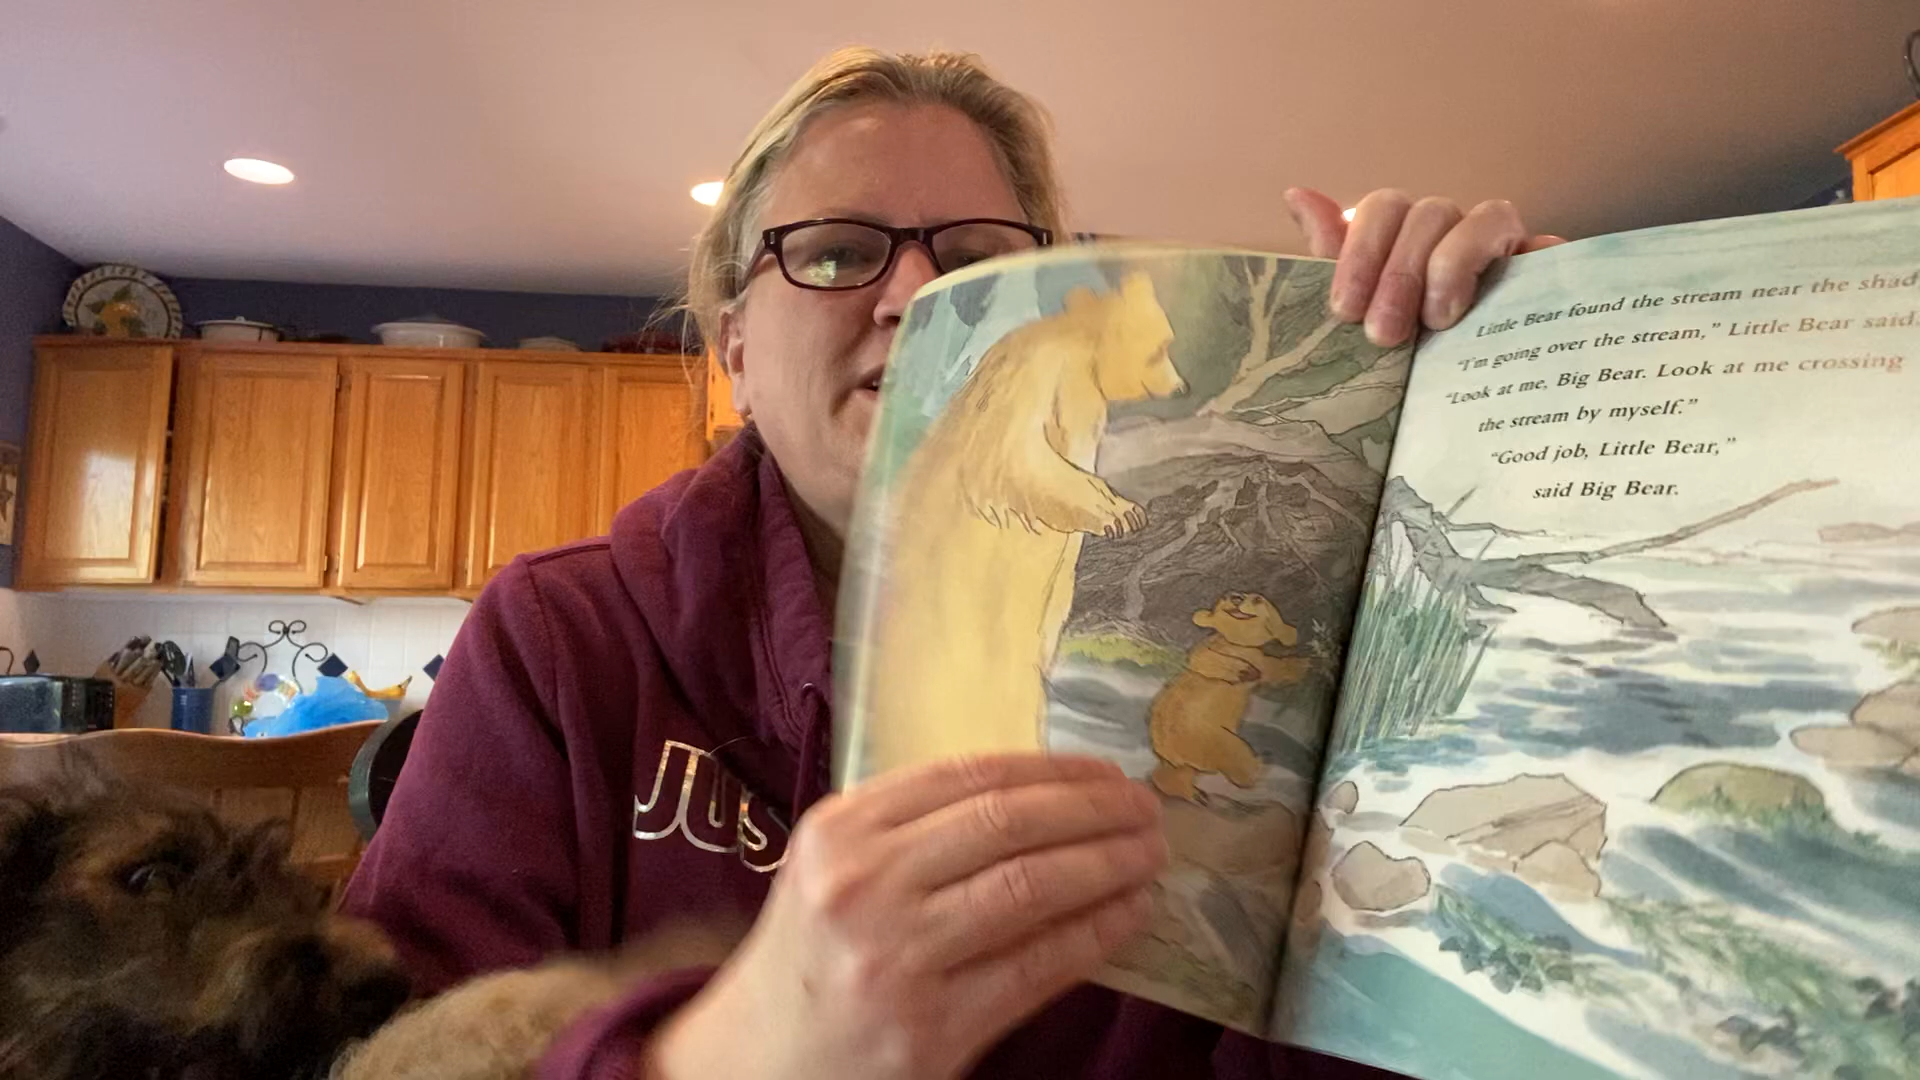 Little Bear found the stream near the
"I'm going over the stream," Little Bear said.
"Look at me, Big Bear. Look at me crossing
the stream by myself."
"Good job, Little Bear,"
said Big Bear.
JUS